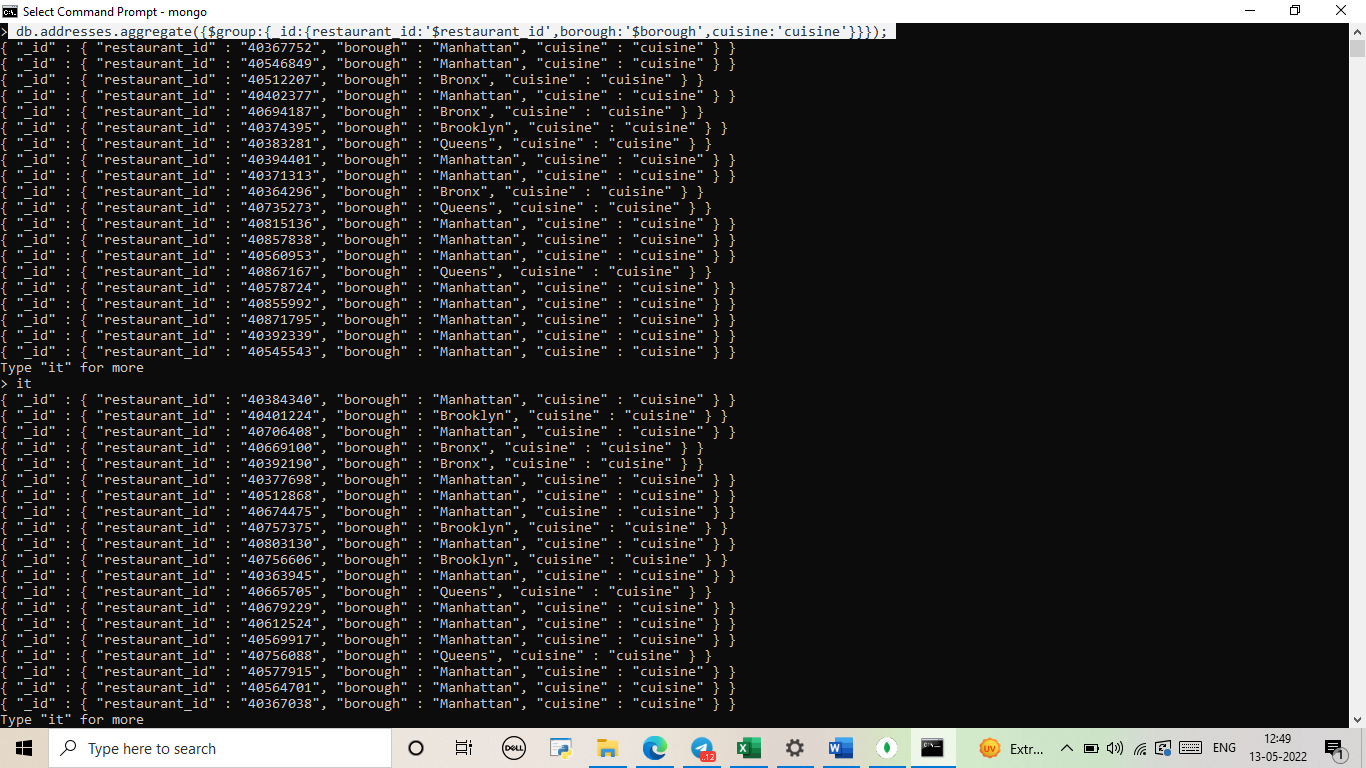 Select Command Prompt - mongo
> db.addresses.aggregate({$group:{_id:{restaurant_id:'$restaurant_id',borough:'$borough',cuisine:'cuisine'}}});
{ "_id" : { "restaurant_id" : "40367752", "borough" : "Manhattan", "cuisine" : "cuisine" } }
{ "_id" : { "restaurant_id" : "40546849", "borough" : "Manhattan", "cuisine" : "cuisine" } }
{ "_id" : { "restaurant_id" : "40512207", "borough" : "Bronx", "cuisine" : "cuisine" } }
{ "_id" : { "restaurant_id" : "40402377", "borough" : "Manhattan", "cuisine" : "cuisine" } }
{ "_id" : { "restaurant_id" : "40694187", "borough" : "Bronx", "cuisine" : "cuisine" } }
{ "_id" : { "restaurant_id" : "40374395", "borough" : "Brooklyn", "cuisine" : "cuisine" } }
{ "_id" : { "restaurant_id" : "40383281", "borough" : "Queens", "cuisine" : "cuisine" } }
{ "_id" : { "restaurant_id" : "40394401", "borough" : "Manhattan", "cuisine" : "cuisine" } }
{ "_id" : { "restaurant_id" : "40371313", "borough" : "Manhattan", "cuisine" : "cuisine" } }
{ "_id" : { "restaurant_id" : "40364296", "borough" : "Bronx", "cuisine" : "cuisine" } }
{ "_id" : { "restaurant_id" : "40735273", "borough" : "Queens", "cuisine" : "cuisine" } }
{ "_id" : { "restaurant_id" : "40815136", "borough" : "Manhattan", "cuisine" : "cuisine" } }
{ "_id" : { "restaurant_id" : "40857838", "borough" : "Manhattan", "cuisine" : "cuisine" } }
{ "_id" : { "restaurant_id" : "40560953", "borough" : "Manhattan", "cuisine" : "cuisine" } }
{ "_id" : { "restaurant_id" : "40867167", "borough" : "Queens", "cuisine" : "cuisine" } }
{ "_id" : { "restaurant_id" : "40578724", "borough" : "Manhattan", "cuisine" : "cuisine" } }
{ "_id" : { "restaurant_id" : "40855992", "borough" : "Manhattan", "cuisine" : "cuisine" } }
{ "_id" : { "restaurant_id" : "40871795", "borough" : "Manhattan", "cuisine" : "cuisine" } }
{ "_id" : { "restaurant_id" : "40392339", "borough" : "Manhattan", "cuisine" : "cuisine" } }
{ "_id" : { "restaurant_id" : "40545543", "borough" : "Manhattan", "cuisine" : "cuisine" } }
Type "it" for more
> it
{ "_id" : { "restaurant_id" : "40384340", "borough" : "Manhattan", "cuisine" : "cuisine" } }
{ "_id" : { "restaurant_id" : "40401224", "borough" : "Brooklyn", "cuisine" : "cuisine" } }
{ "_id" : { "restaurant_id" : "40706408", "borough" : "Manhattan", "cuisine" : "cuisine" } }
{ "_id" : { "restaurant_id" : "40669100", "borough" : "Bronx", "cuisine" : "cuisine" } }
{ "_id" : { "restaurant_id" : "40392190", "borough" : "Bronx", "cuisine" : "cuisine" } }
{ "_id" : { "restaurant_id" : "40377698", "borough" : "Manhattan", "cuisine" : "cuisine" } }
{ "_id" : { "restaurant_id" : "40512868", "borough" : "Manhattan", "cuisine" : "cuisine" } }
{ "_id" : { "restaurant_id" : "40674475", "borough" : "Manhattan", "cuisine" : "cuisine" } }
{ "_id" : { "restaurant_id" : "40757375", "borough" : "Brooklyn", "cuisine" : "cuisine" } }
{ "_id" : { "restaurant_id" : "40803130", "borough" : "Manhattan", "cuisine" : "cuisine" } }
{ "_id" : { "restaurant_id" : "40756606", "borough" : "Brooklyn", "cuisine" : "cuisine" } }
{ "_id" : { "restaurant_id" : "40363945", "borough" : "Manhattan", "cuisine" : "cuisine" } }
{ "_id" : { "restaurant_id" : "40665705", "borough" : "Queens", "cuisine" : "cuisine" } }
{ "_id" : { "restaurant_id" : "40679229", "borough" : "Manhattan", "cuisine" : "cuisine" } }
{ "_id" : { "restaurant_id" : "40612524", "borough" : "Manhattan", "cuisine" : "cuisine" } }
{ "_id" : { "restaurant_id" : "40569917", "borough" : "Manhattan", "cuisine" : "cuisine" } }
{ "_id" : { "restaurant_id" : "40756088", "borough" : "Queens", "cuisine" : "cuisine" } }
{ "_id" : { "restaurant_id" : "40577915", "borough" : "Manhattan", "cuisine" : "cuisine" } }
{ "_id" : { "restaurant_id" : "40564701", "borough" : "Manhattan", "cuisine" : "cuisine" } }
{ "_id" : { "restaurant_id" : "40367038", "borough" : "Manhattan", "cuisine" : "cuisine" } }
Type "it" for more
Type here to search
DELL
..12
UV
Extr...
ENG
12:49
13-05-2022
1